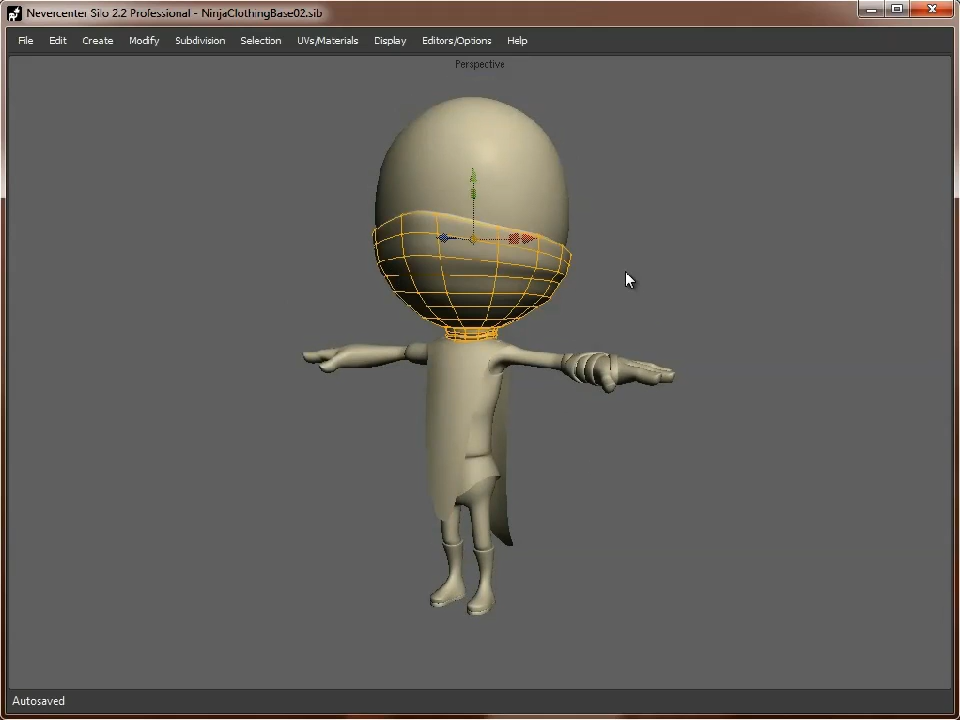 Nevercenter Silo 2.2 Professional - NinjaClothingBase02.sib
File Edit Create Modify Subdivision Selection UVs/Materials Display Editors/Options Help
Perspective
Autosaved